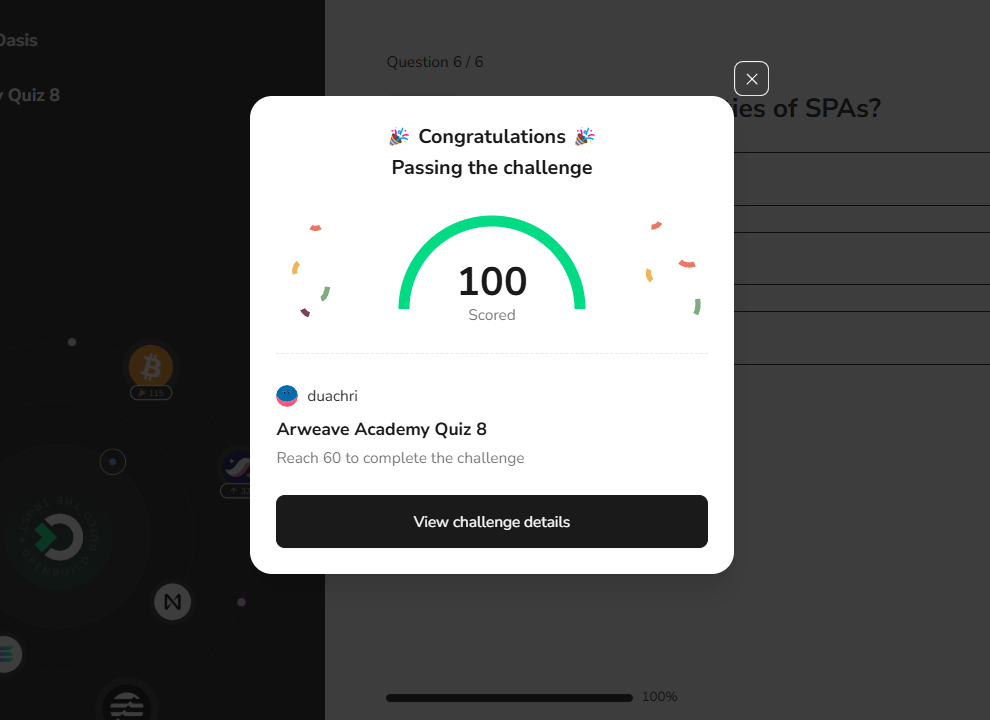 Oasis
y Quiz 8
Question 6 / 6
ies of SPAs?
🎉 Congratulations 🎉
Passing the challenge
100
Scored
duachri
Arweave Academy Quiz 8
Reach 60 to complete the challenge
View challenge details
115
100%